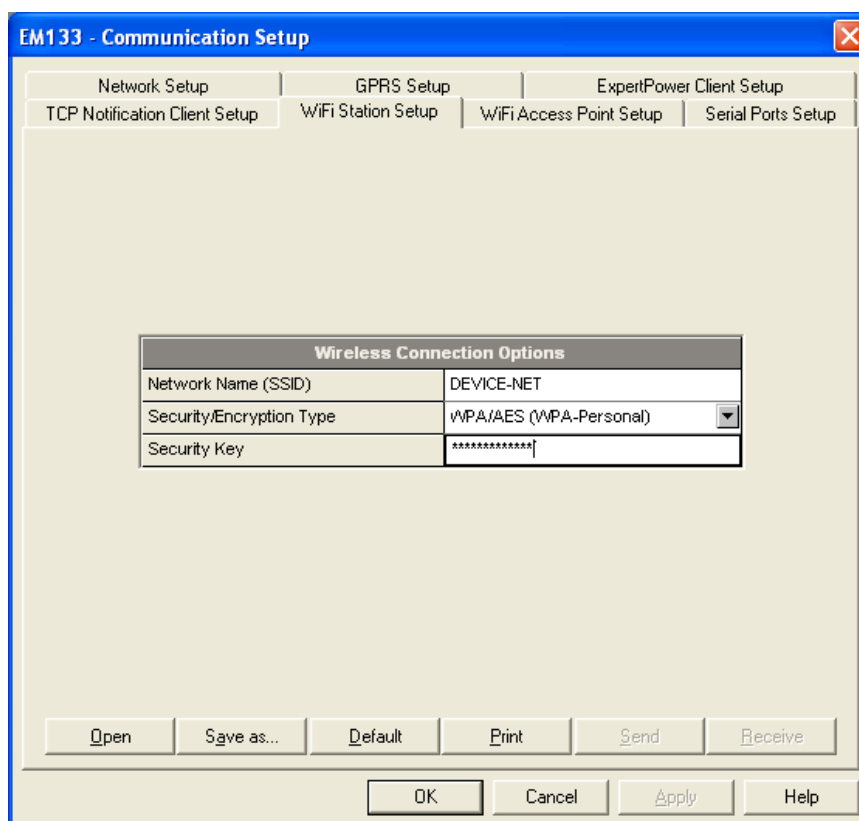 EM133 - Communication Setup
Network Setup GPRS Setup ExpertPower Client Setup
TCP Notification Client Setup WiFi Station Setup WiFi Access Point Setup Serial Ports Setup
Wireless Connection Options
Network Name (SSID) DEVICE-NET
Security/Encryption Type WPA/AES (WPA-Personal)
Security Key *************
Open Save as... Default Print Send Receive
OK Cancel Apply Help